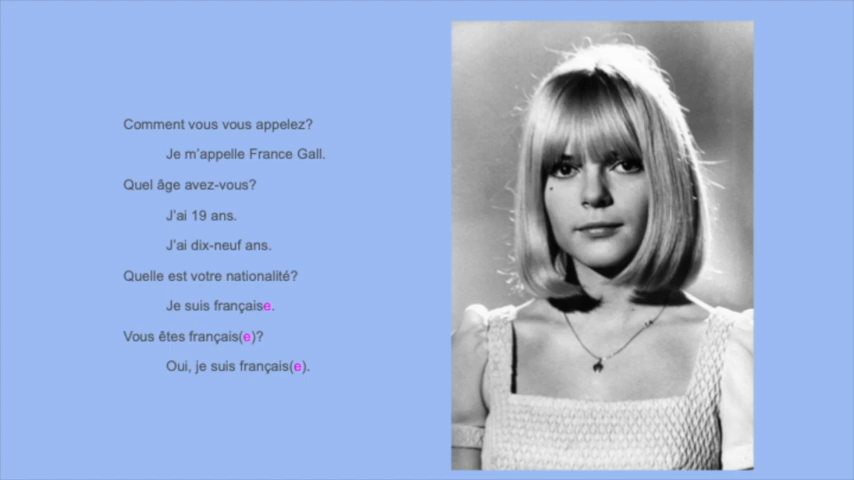 Comment vous vous appelez?
Je m'appelle France Gall.
Quel âge avez-vous?
J'ai 19 ans.
J'ai dix-neuf ans.
Quelle est votre nationalité?
Je suis française.
Vous êtes français(e)?
Oui, je suis français(e).